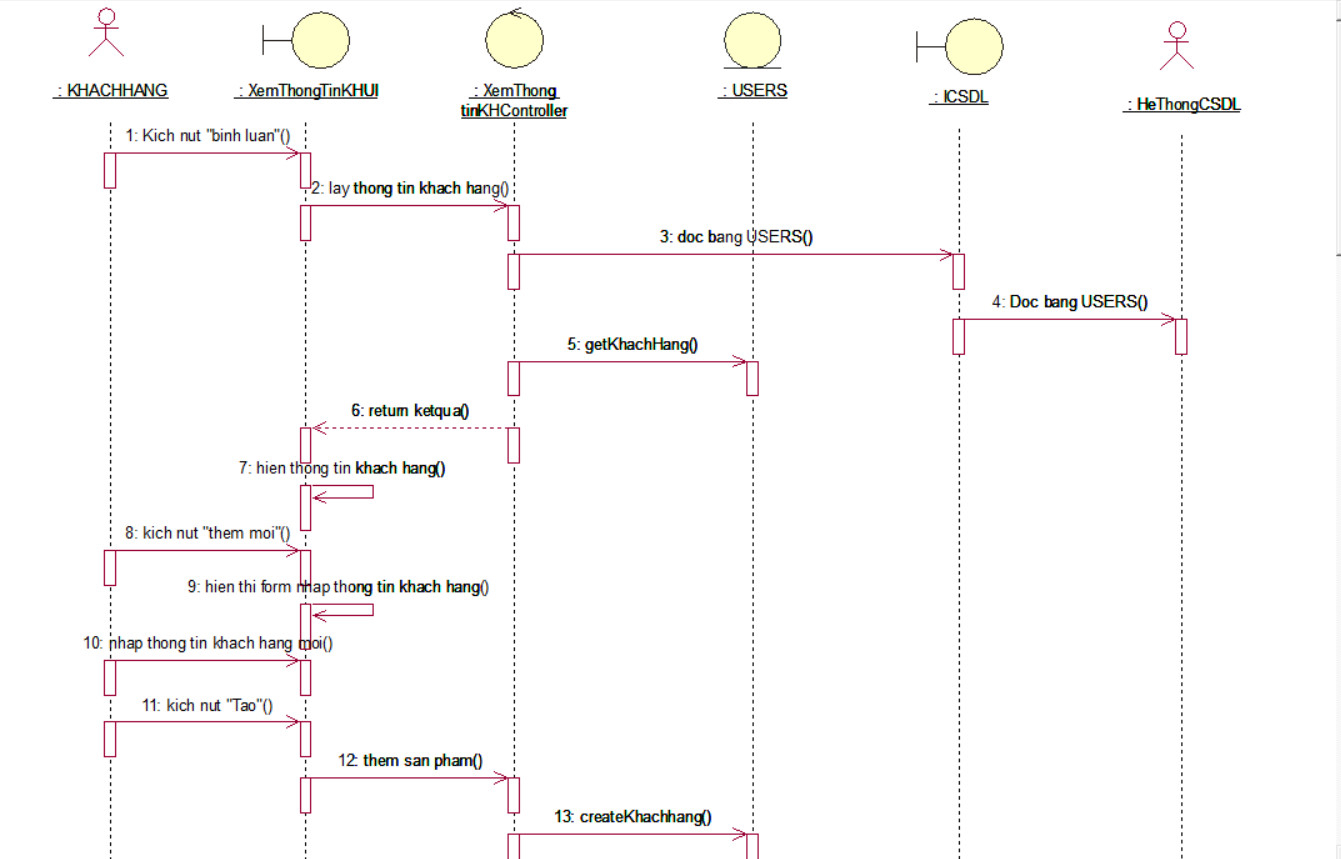 : KHACHHANG
: XemThongTinKHUI
: XemThong
tinKHController
: USERS
: ICSDL
: HeThongCSDL
1: Kich nut "binh luan"()
2: lay thong tin khach hang()
3: doc bang USERS()
4: Doc bang USERS()
5: getKhachHang()
6: return ketqua()
7: hien thong tin khach hang()
8: kich nut "them moi"()
9: hien thi form nhap thong tin khach hang()
10: nhap thong tin khach hang moi()
11: kich nut "Tao"()
12: them san pham()
13: createKhachhang()